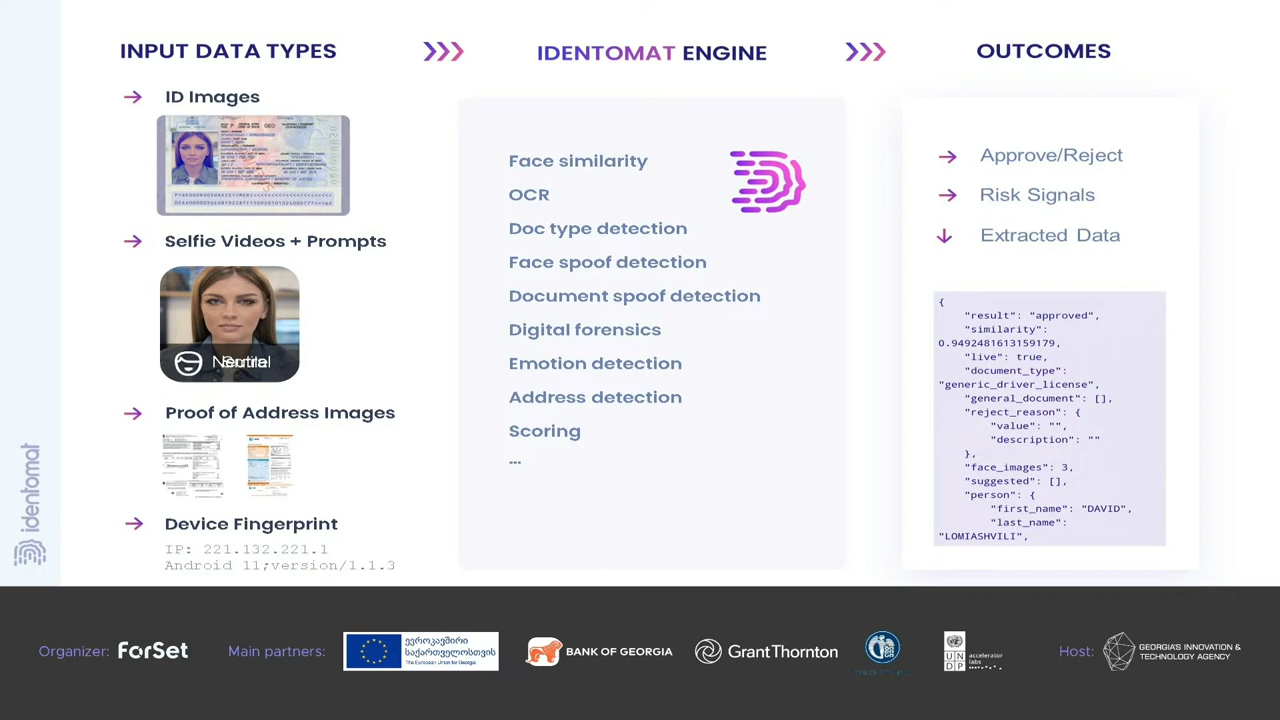 INPUT DATA TYPES
IDENTOMAT ENGINE
OUTCOMES
ID Images
Selfie Videos + Prompts
Proof of Address Images
Device Fingerprint
IP: 221.132.221.1
Android 11;version/1.1.3
Face similarity
OCR
Doc type detection
Face spoof detection
Document spoof detection
Digital forensics
Emotion detection
Address detection
Scoring
...
Approve/Reject
Risk Signals
Extracted Data
{
"result": "approved",
"similarity":
0.9492481613159179,
"live": true,
"document_type":
"generic_driver_license",
"general_document": [],
"reject_reason": {
"value": "",
"description": ""
},
"face_images": 3,
"suggested": [],
"person": {
"first_name": "DAVID",
"last_name":
"LOMIASHVILI",
identomat
Organizer: ForSet
Main partners:
ევროკავშირი
საქართველოსთვის
The European Union for Georgia
BANK OF GEORGIA
GrantThornton
UN
DP
accelerator
labs
Host:
GEORGIA'S INNOVATION &
TECHNOLOGY AGENCY